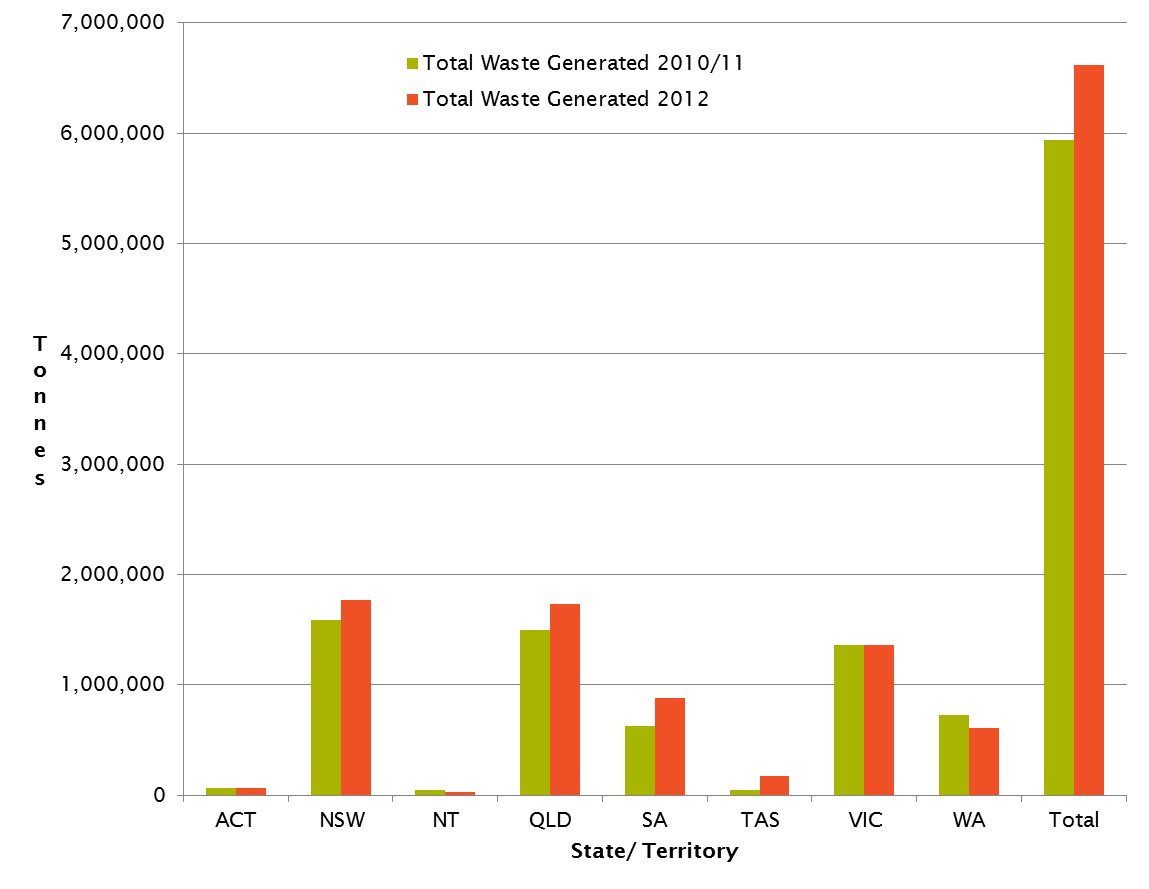 7,000,000
Total Waste Generated 2010/11
Total Waste Generated 2012
6,000,000
5,000,000
4,000,000
3,000,000
2,000,000
1,000,000
0
Tonnes
ACT NSW NT QLD SA TAS VIC WA Total
State/ Territory